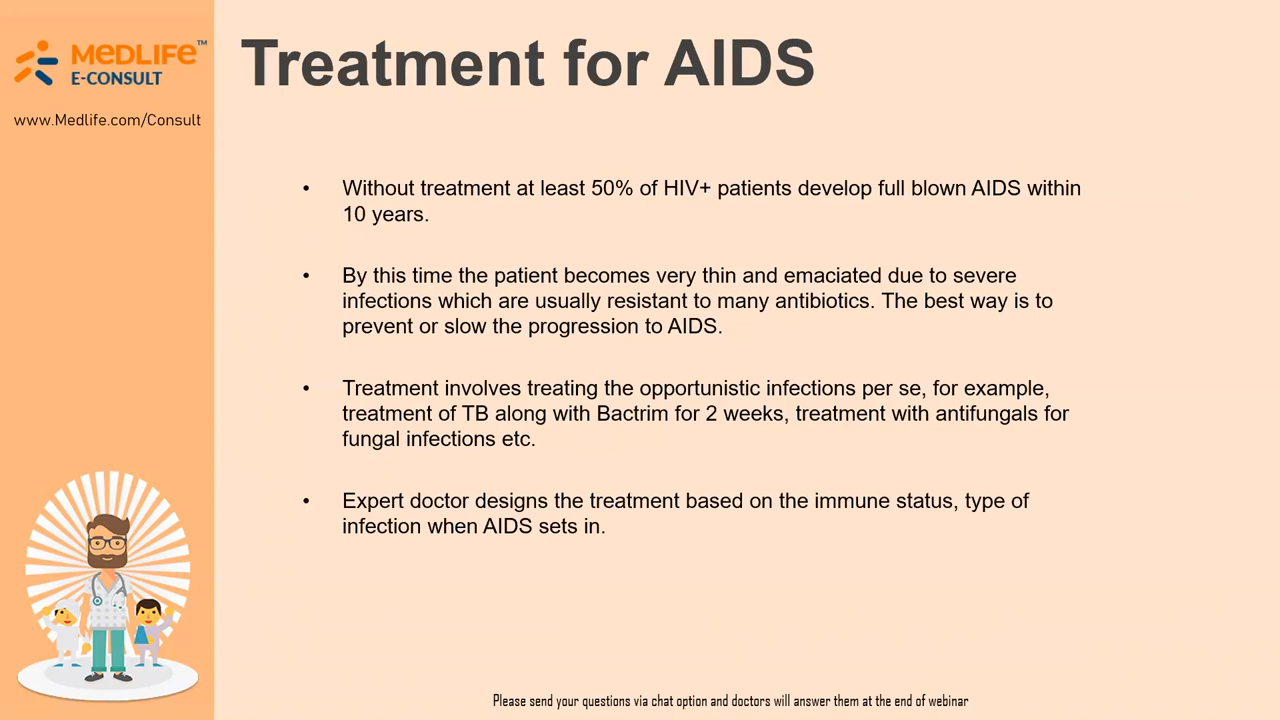 MEDLIFE™
E-CONSULT
www.Medlife.com/Consult
Treatment for AIDS
• Without treatment at least 50% of HIV+ patients develop full blown AIDS within
10 years.
• By this time the patient becomes very thin and emaciated due to severe
infections which are usually resistant to many antibiotics. The best way is to
prevent or slow the progression to AIDS.
• Treatment involves treating the opportunistic infections per se, for example,
treatment of TB along with Bactrim for 2 weeks, treatment with antifungals for
fungal infections etc.
• Expert doctor designs the treatment based on the immune status, type of
infection when AIDS sets in.
Please send your questions via chat option and doctors will answer them at the end of webinar